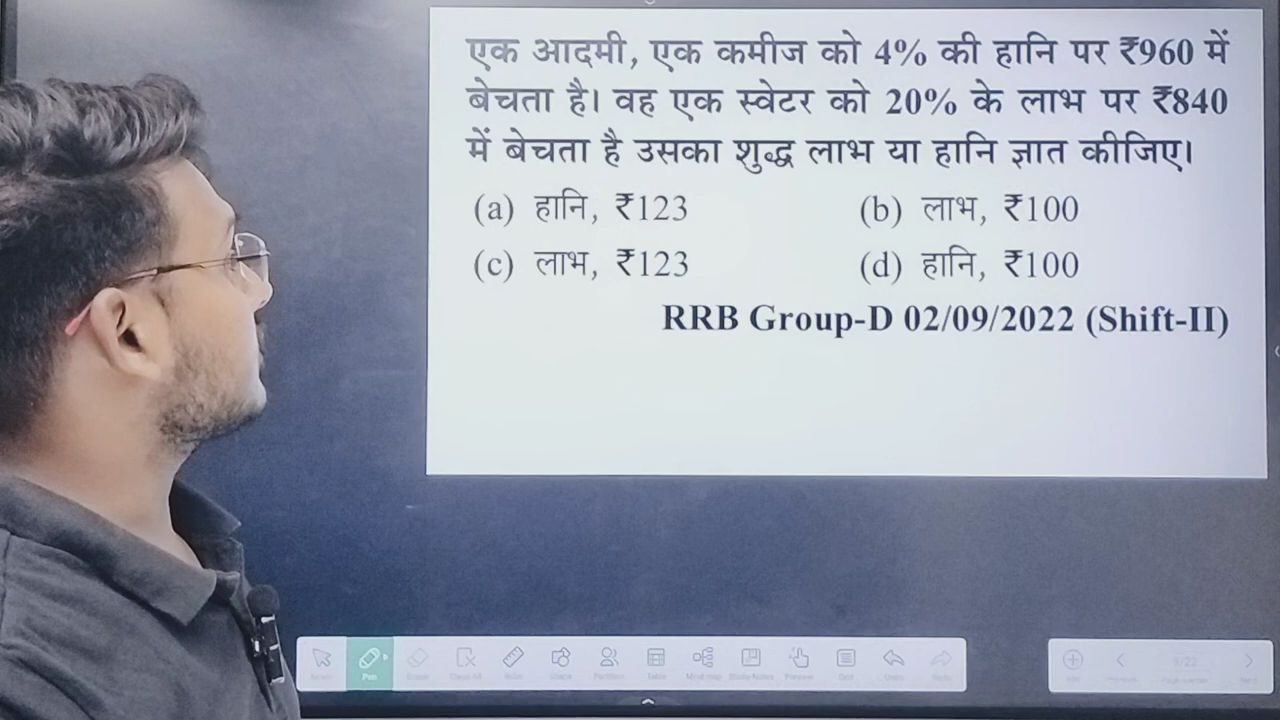 एक आदमी, एक कमीज को 4% की हानि पर ₹960 में
बेचता है। वह एक स्वेटर को 20% के लाभ पर ₹840
में बेचता है उसका शुद्ध लाभ या हानि ज्ञात कीजिए।
(a) हानि, ₹123 (b) लाभ, ₹100
(c) लाभ, ₹123 (d) हानि, ₹100
RRB Group-D 02/09/2022 (Shift-II)
Pen